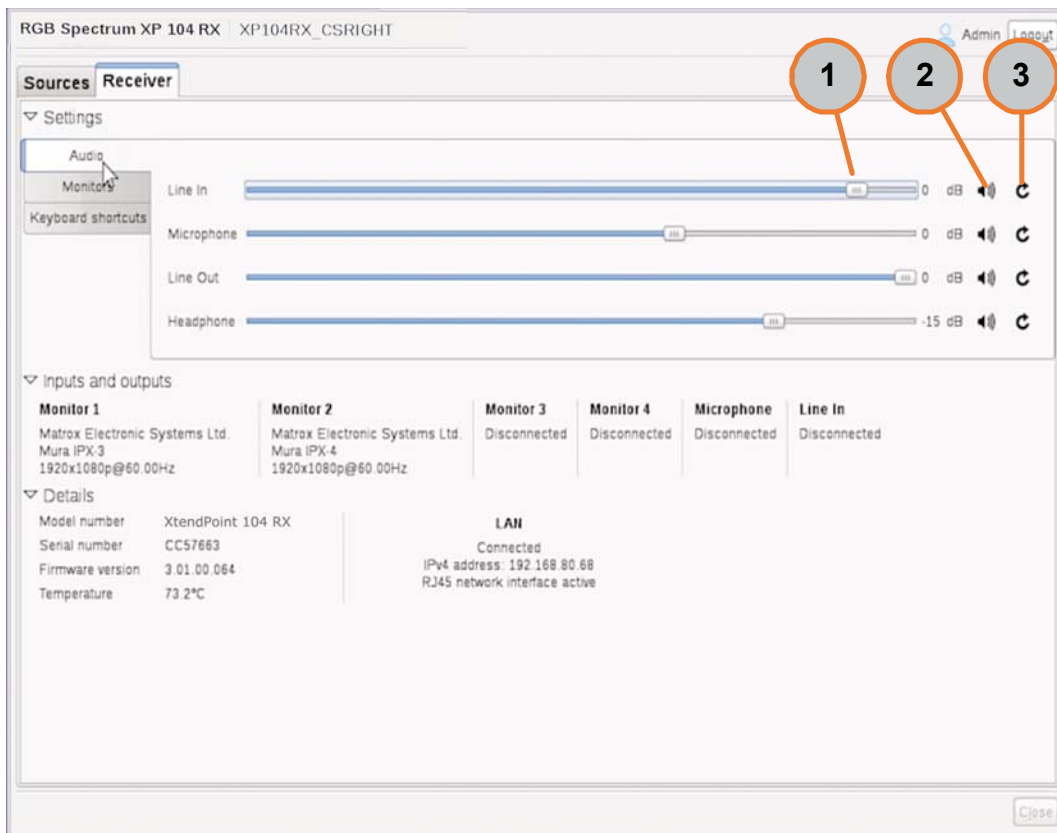 RGB Spectrum XP 104 RX XP104RX_CSRIGHT
Admin Logout
1 2 3
Sources Receiver
Settings
Audio
Monitors
Keyboard shortcuts
Line In 0 dB
Microphone 0 dB
Line Out 0 dB
Headphone -15 dB
Inputs and outputs
Monitor 1 Monitor 2 Monitor 3 Monitor 4 Microphone Line In
Matrox Electronic Systems Ltd. Matrox Electronic Systems Ltd. Disconnected Disconnected Disconnected Disconnected
Mura IPX-3 Mura IPX-4
1920x1080p@60.00Hz 1920x1080p@60.00Hz
Details
Model number XtendPoint 104 RX LAN
Serial number CC57663 Connected
Firmware version 3.01.00.064 IPv4 address: 192.168.80.68
Temperature 73.2°C RJ45 network interface active
Close